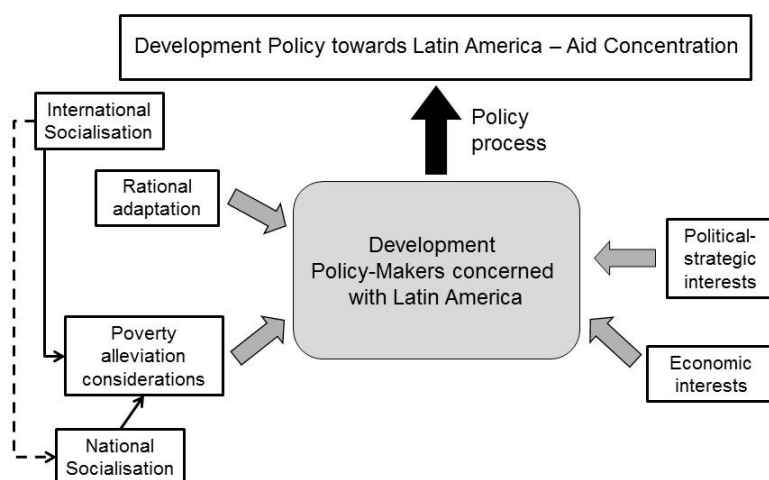 Development Policy towards Latin America – Aid Concentration
International
Socialisation
Policy
process
Rational
adaptation
Development
Policy-Makers concerned
with Latin America
Political-
strategic
interests
Poverty
alleviation
considerations
Economic
interests
National
Socialisation